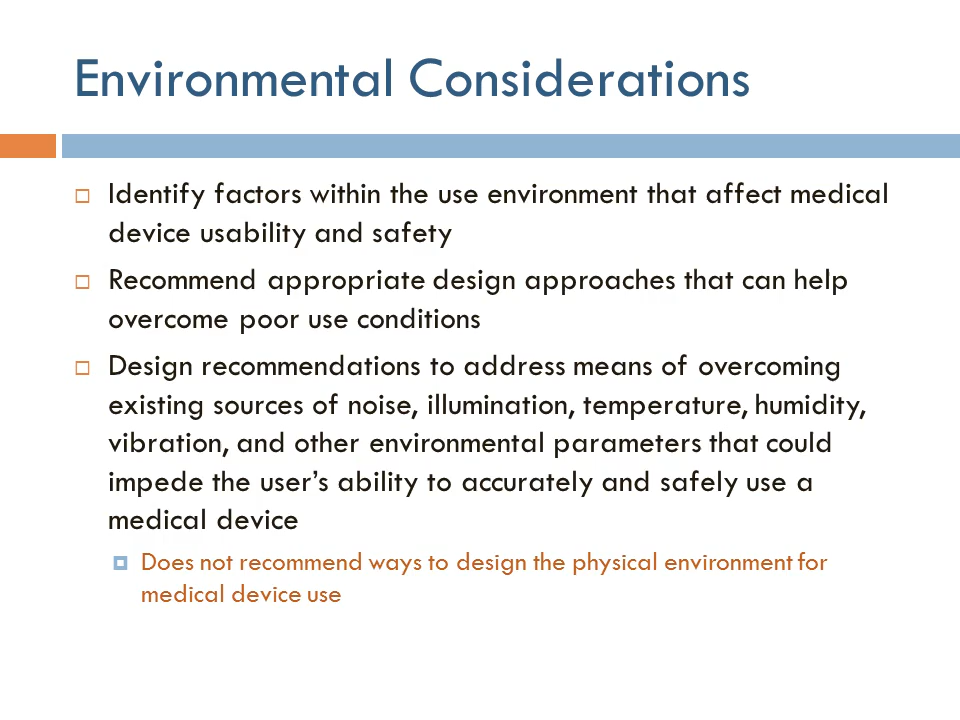 Environmental Considerations
Identify factors within the use environment that affect medical
device usability and safety
Recommend appropriate design approaches that can help
overcome poor use conditions
Design recommendations to address means of overcoming
existing sources of noise, illumination, temperature, humidity,
vibration, and other environmental parameters that could
impede the user’s ability to accurately and safely use a
medical device
Does not recommend ways to design the physical environment for
medical device use